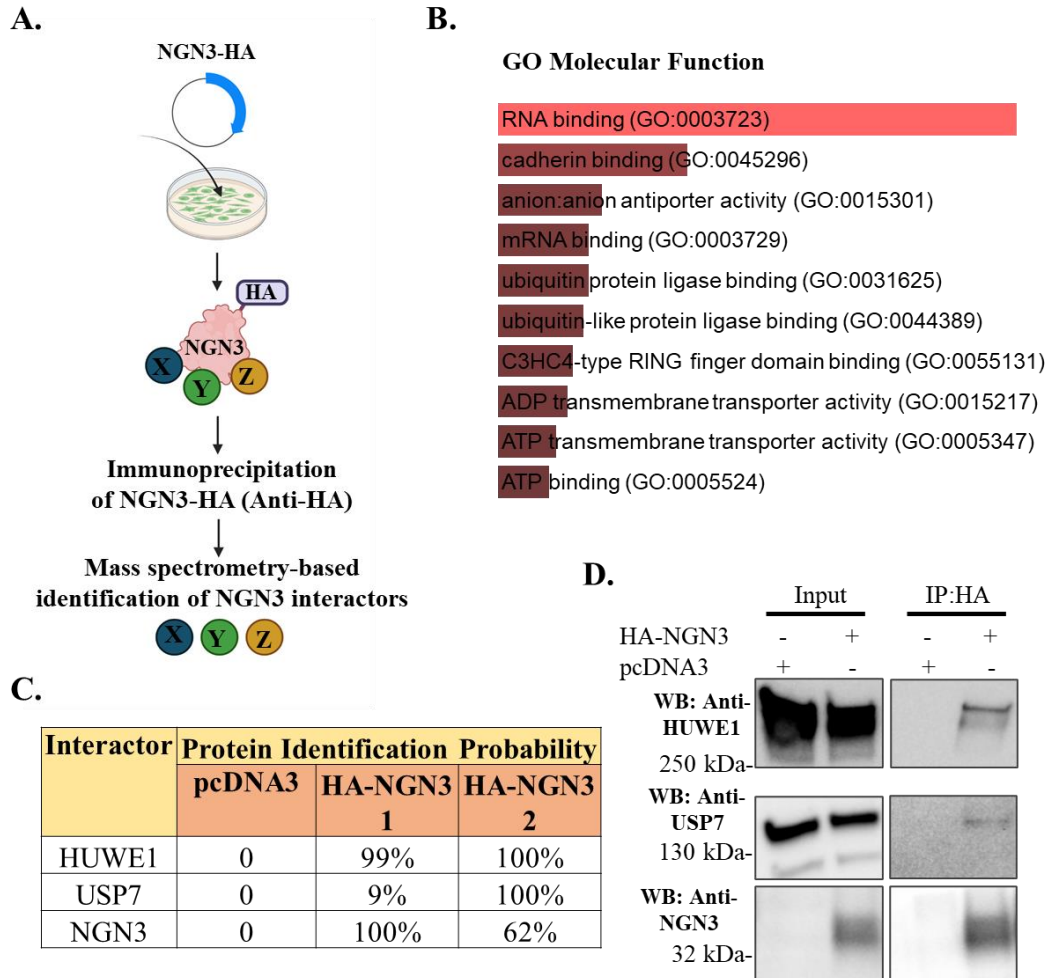 A.
NGN3-HA
HA
NGN3
X
Y
Z
Immunoprecipitation
of NGN3-HA (Anti-HA)
Mass spectrometry-based
identification of NGN3 interactors
X Y Z
B.
GO Molecular Function
RNA binding (GO:0003723)
cadherin binding (GO:0045296)
anion:anion antiporter activity (GO:0015301)
mRNA binding (GO:0003729)
ubiquitin protein ligase binding (GO:0031625)
ubiquitin-like protein ligase binding (GO:0044389)
C3HC4-type RING finger domain binding (GO:0055131)
ADP transmembrane transporter activity (GO:0015217)
ATP transmembrane transporter activity (GO:0005347)
ATP binding (GO:0005524)
C.
Interactor Protein Identification Probability
pcDNA3 HA-NGN3 1 HA-NGN3 2
HUWE1 0 99% 100%
USP7 0 9% 100%
NGN3 0 100% 62%
D.
Input IP:HA
HA-NGN3 - + - +
pcDNA3 + - + -
WB: Anti-
HUWE1
250 kDa-
WB: Anti-
USP7
130 kDa-
WB: Anti-
NGN3
32 kDa-